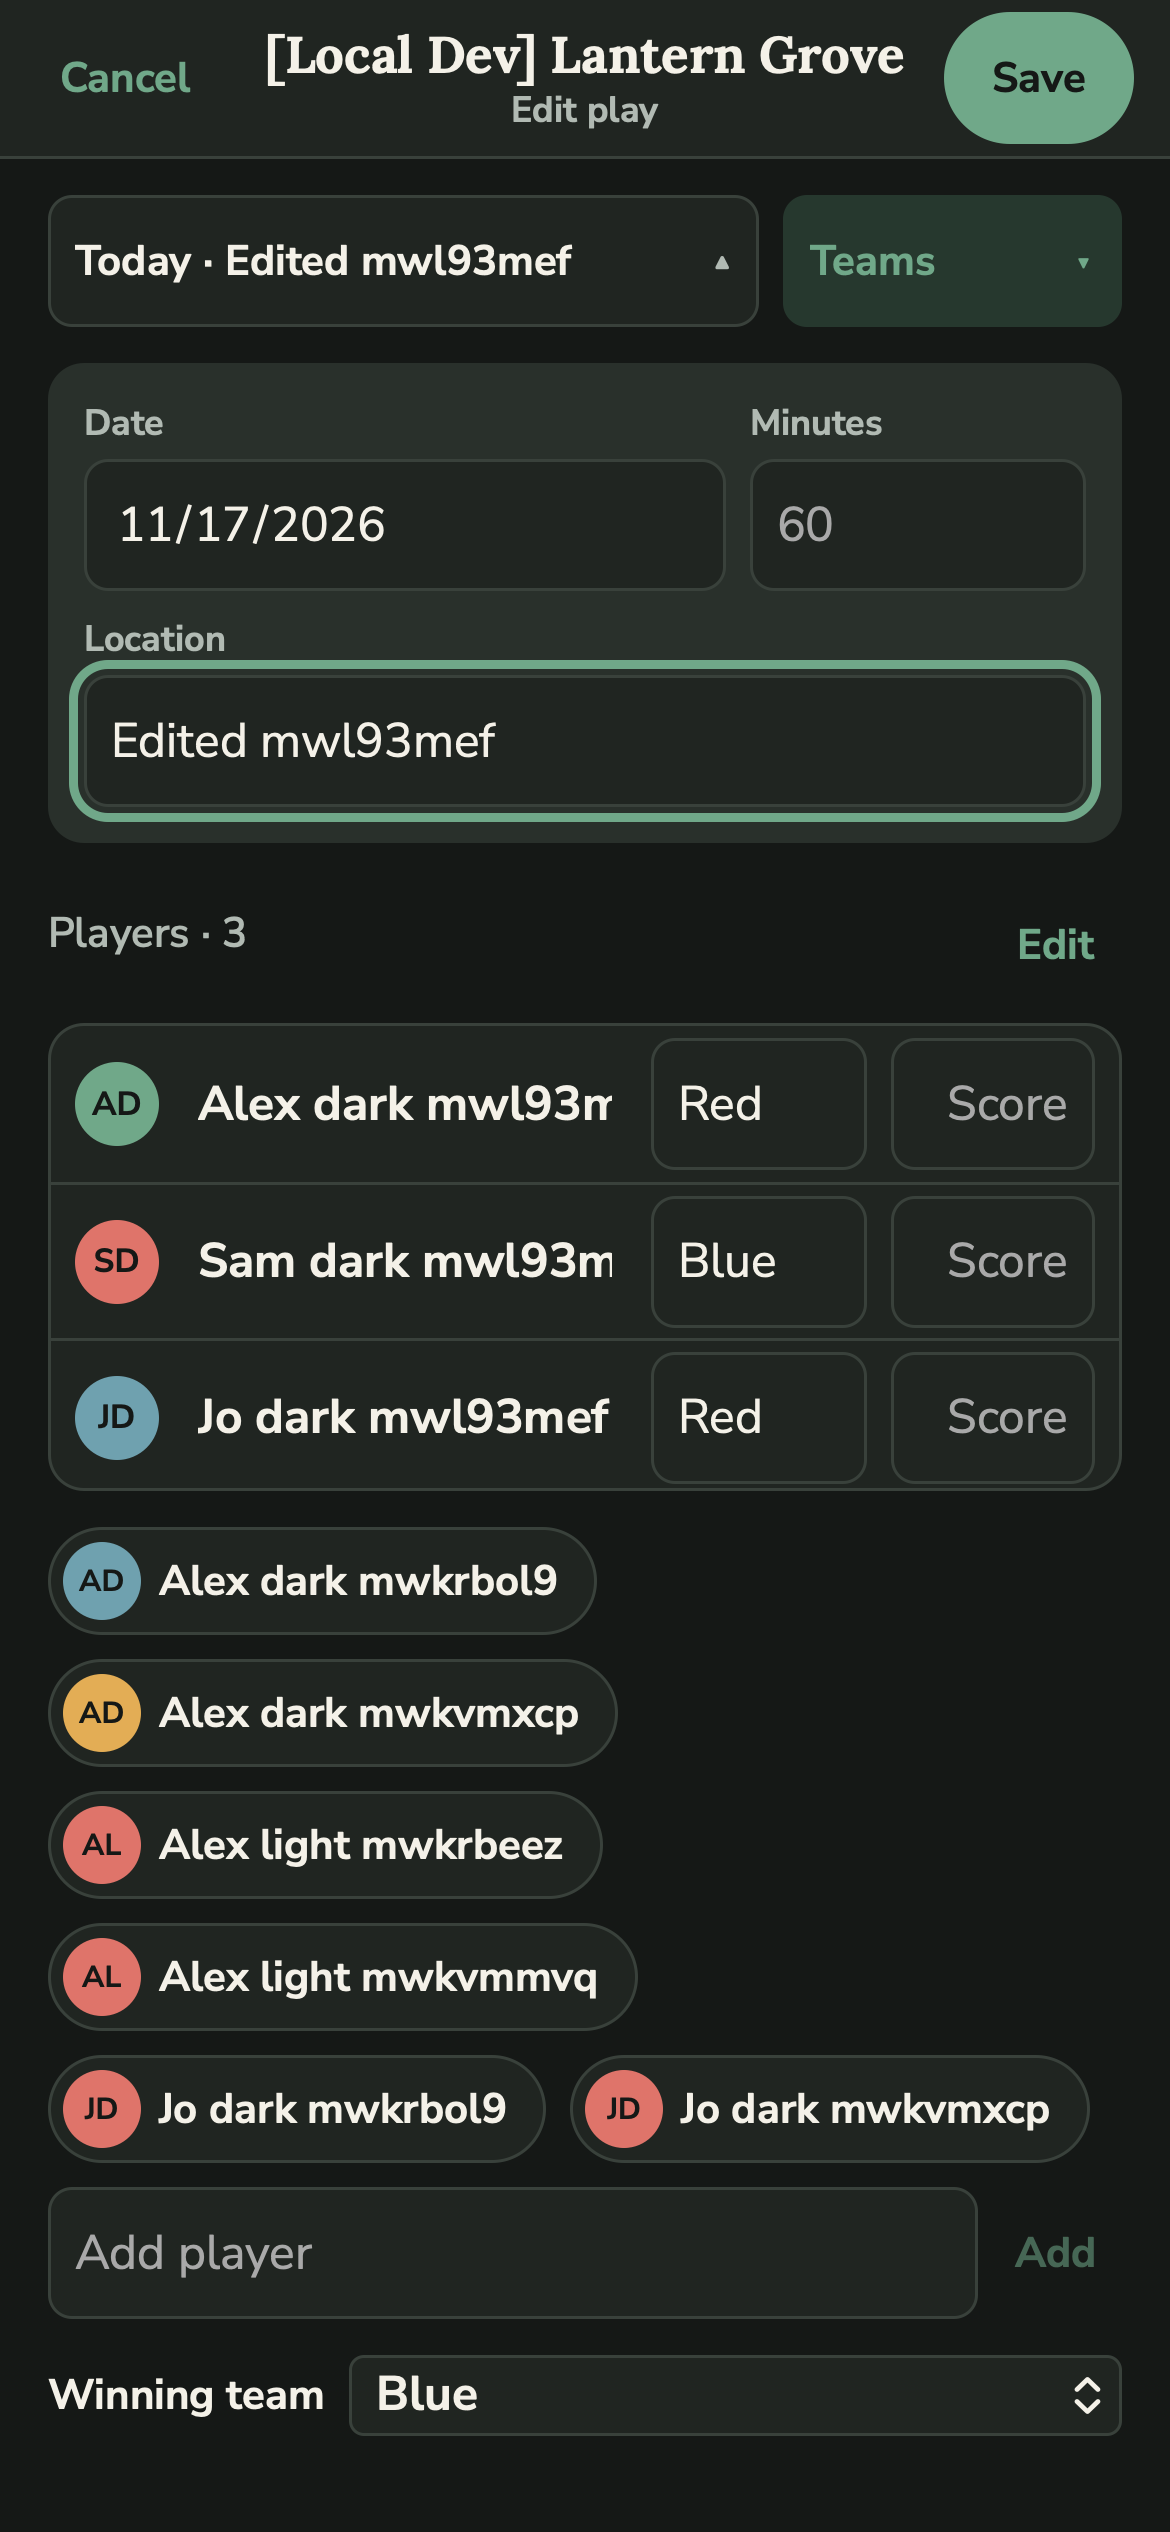 Cancel
[Local Dev] Lantern Grove
Edit play
Save
Today · Edited mwl93mef
Teams
Date
Minutes
11/17/2026
60
Location
Edited mwl93mef
Players · 3
Edit
AD Alex dark mwl93m Red Score
SD Sam dark mwl93m Blue Score
JD Jo dark mwl93mef Red Score
AD Alex dark mwkrbol9
AD Alex dark mwkvmxcp
AL Alex light mwkrbeez
AL Alex light mwkvmmvq
JD Jo dark mwkrbol9
JD Jo dark mwkvmxcp
Add player
Add
Winning team
Blue